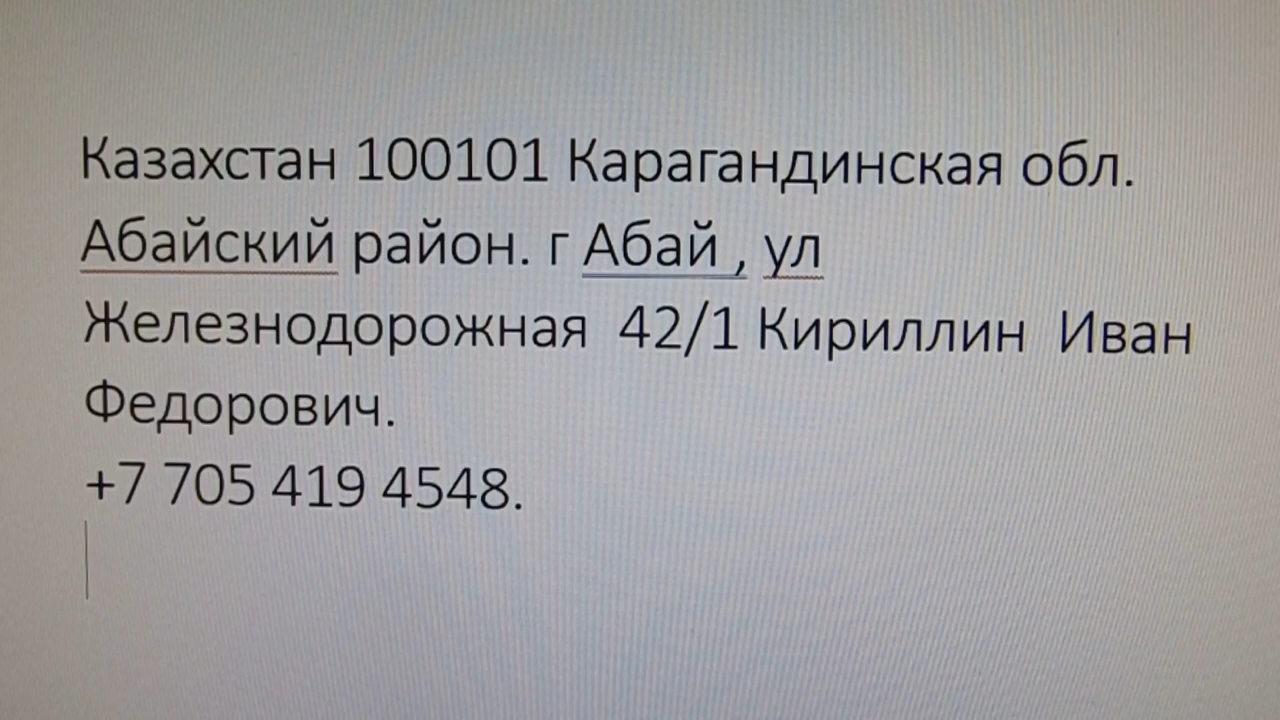 Казахстан 100101 Карагандинская обл.
Абайский район. г Абай , ул
Железнодорожная  42/1 Кириллин  Иван
Федорович.
+7 705 419 4548.